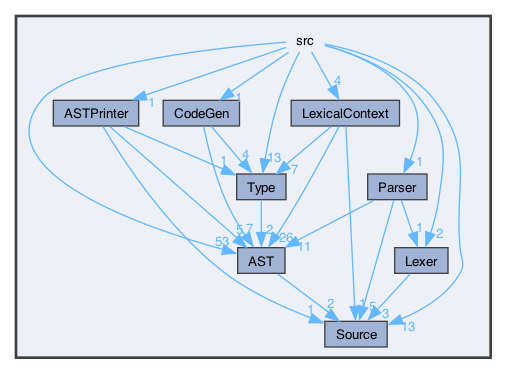 src
4
1
1
ASTPrinter
CodeGen
LexicalContext
4
13
1
7
1
Type
Parser
2
5
7
26
1
2
53
11
AST
Lexer
2
1
5
3
1
13
Source